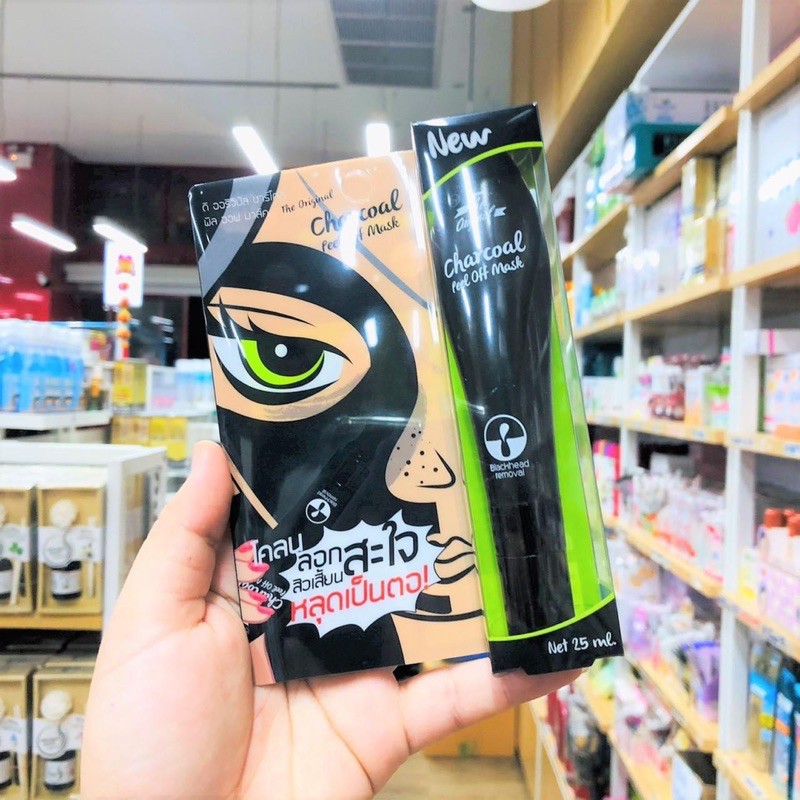 ดิ ออริจินัล ชาร์โค
พีล ออฟ มาส์ค
The Original
Charcoal
Peel Off Mask
โคลน
ลอก
สิวเสี้ยน
สะใจ
หลุดเป็นตอ!
New
Original
Charcoal
Peel Off Mask
Blackhead
removal
Net 25 ml.